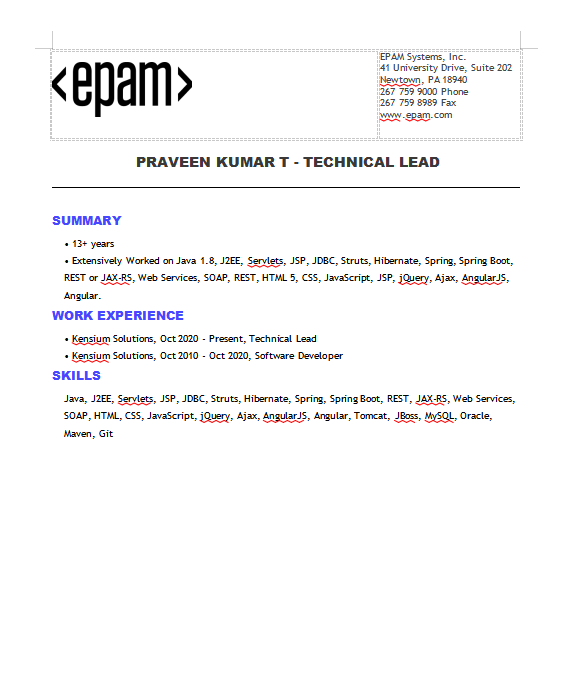 <epam>
EPAM Systems, Inc.
41 University Drive, Suite 202
Newtown, PA 18940
267 759 9000 Phone
267 759 8989 Fax
www.epam.com
PRAVEEN KUMAR T - TECHNICAL LEAD
SUMMARY
• 13+ years
• Extensively Worked on Java 1.8, J2EE, Servlets, JSP, JDBC, Struts, Hibernate, Spring, Spring Boot,
REST or JAX-RS, Web Services, SOAP, REST, HTML 5, CSS, JavaScript, JSP, jQuery, Ajax, AngularJS,
Angular.
WORK EXPERIENCE
• Kensium Solutions, Oct 2020 - Present, Technical Lead
• Kensium Solutions, Oct 2010 - Oct 2020, Software Developer
SKILLS
Java, J2EE, Servlets, JSP, JDBC, Struts, Hibernate, Spring, Spring Boot, REST, JAX-RS, Web Services,
SOAP, HTML, CSS, JavaScript, jQuery, Ajax, AngularJS, Angular, Tomcat, JBoss, MySQL, Oracle,
Maven, Git